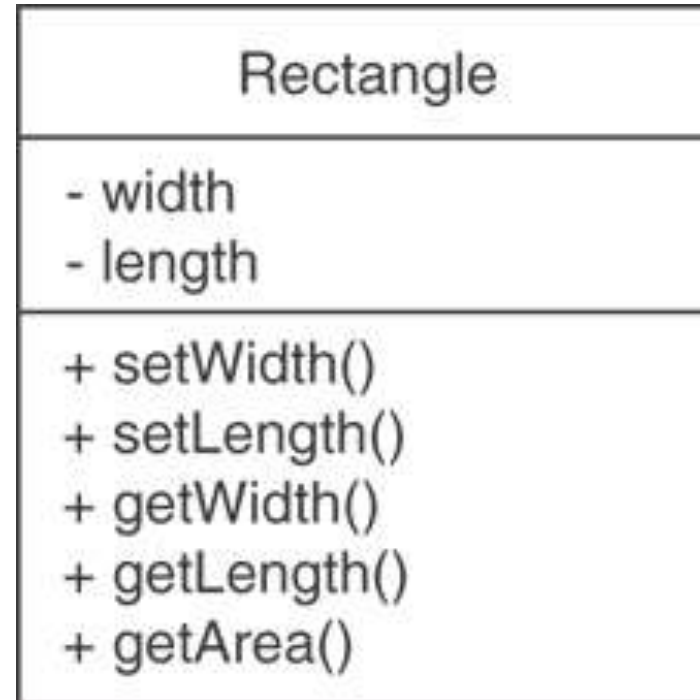 Rectangle
- width
- length
+ setWidth()
+ setLength()
+ getWidth()
+ getLength()
+ getArea()